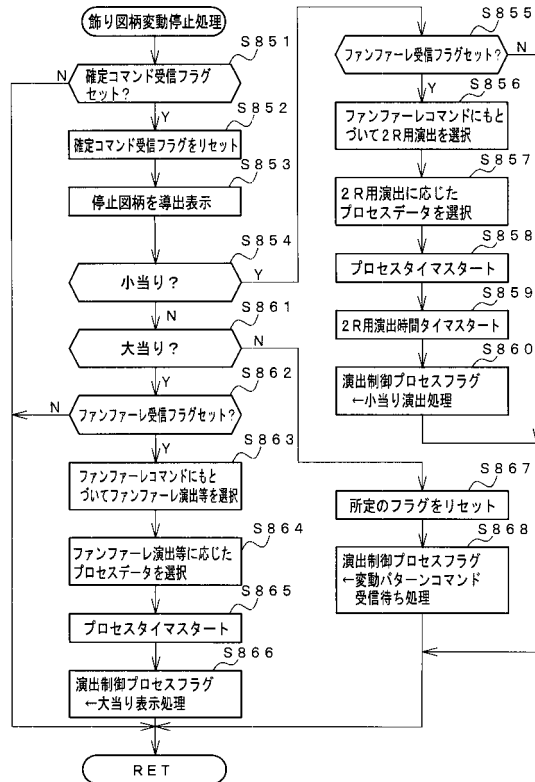 飾り図柄変動停止処理
S851
確定コマンド受信フラグ
セット？
N
Y
S852
確定コマンド受信フラグをリセット
S853
停止図柄を導出表示
S854
小当り？
Y
N
S861
大当り？
N
Y
S862
ファンファーレ受信フラグセット？
N
Y
S863
ファンファーレコマンドにもと
づいてファンファーレ演出等を選択
S864
ファンファーレ演出等に応じた
プロセスデータを選択
S865
プロセスタイマスタート
S866
演出制御プロセスフラグ
←大当り表示処理
RET
S855
ファンファーレ受信フラグセット？
N
Y
S856
ファンファーレコマンドにもと
づいて２Ｒ用演出を選択
S857
２Ｒ用演出に応じた
プロセスデータを選択
S858
プロセスタイマスタート
S859
２Ｒ用演出時間タイマスタート
S860
演出制御プロセスフラグ
←小当り演出処理
S867
所定のフラグをリセット
S868
演出制御プロセスフラグ
←変動パターンコマンド
受信待ち処理